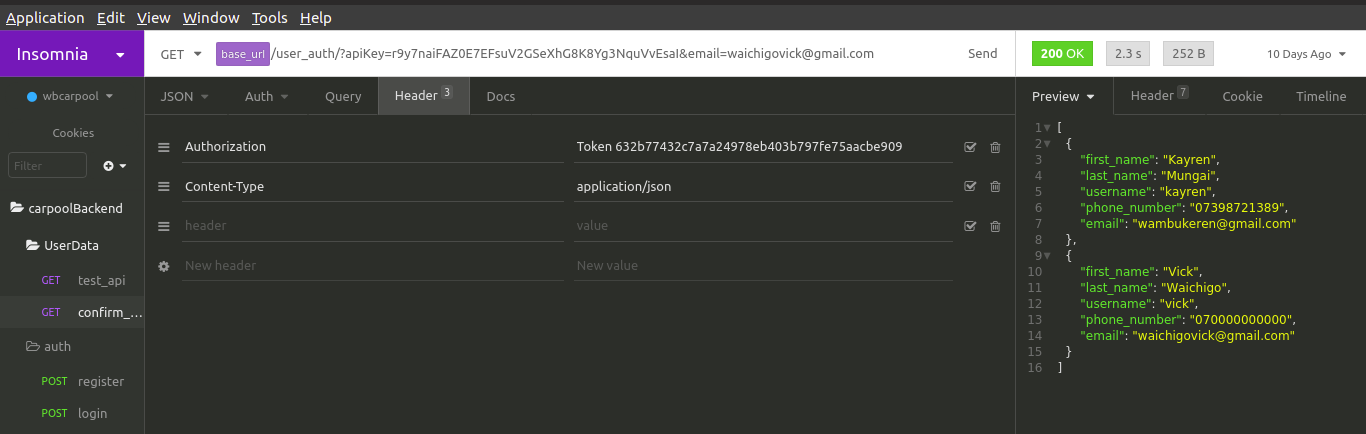 Application Edit View Window Tools Help
Insomnia
GET base_url /user_auth/?apiKey=r9y7naiFAZ0E7EFsuV2GSeXhG8K8Yg3NquVvEsaI&email=waichigovick@gmail.com Send
200 OK 2.3 s 252 B 10 Days Ago
wbcarpool
Cookies
Filter
carpoolBackend
UserData
GET test_api
GET confirm_...
auth
POST register
POST login
JSON Auth Query Header 3 Docs
Authorization Token 632b77432c7a7a24978eb403b797fe75aacbe909
Content-Type application/json
header value
New header New value
Preview Header 7 Cookie Timeline
1 [
2 {
3 "first_name": "Kayren",
4 "last_name": "Mungai",
5 "username": "kayren",
6 "phone_number": "07398721389",
7 "email": "wambukeren@gmail.com"
8 },
9 {
10 "first_name": "Vick",
11 "last_name": "Waichigo",
12 "username": "vick",
13 "phone_number": "070000000000",
14 "email": "waichigovick@gmail.com"
15 }
16 ]